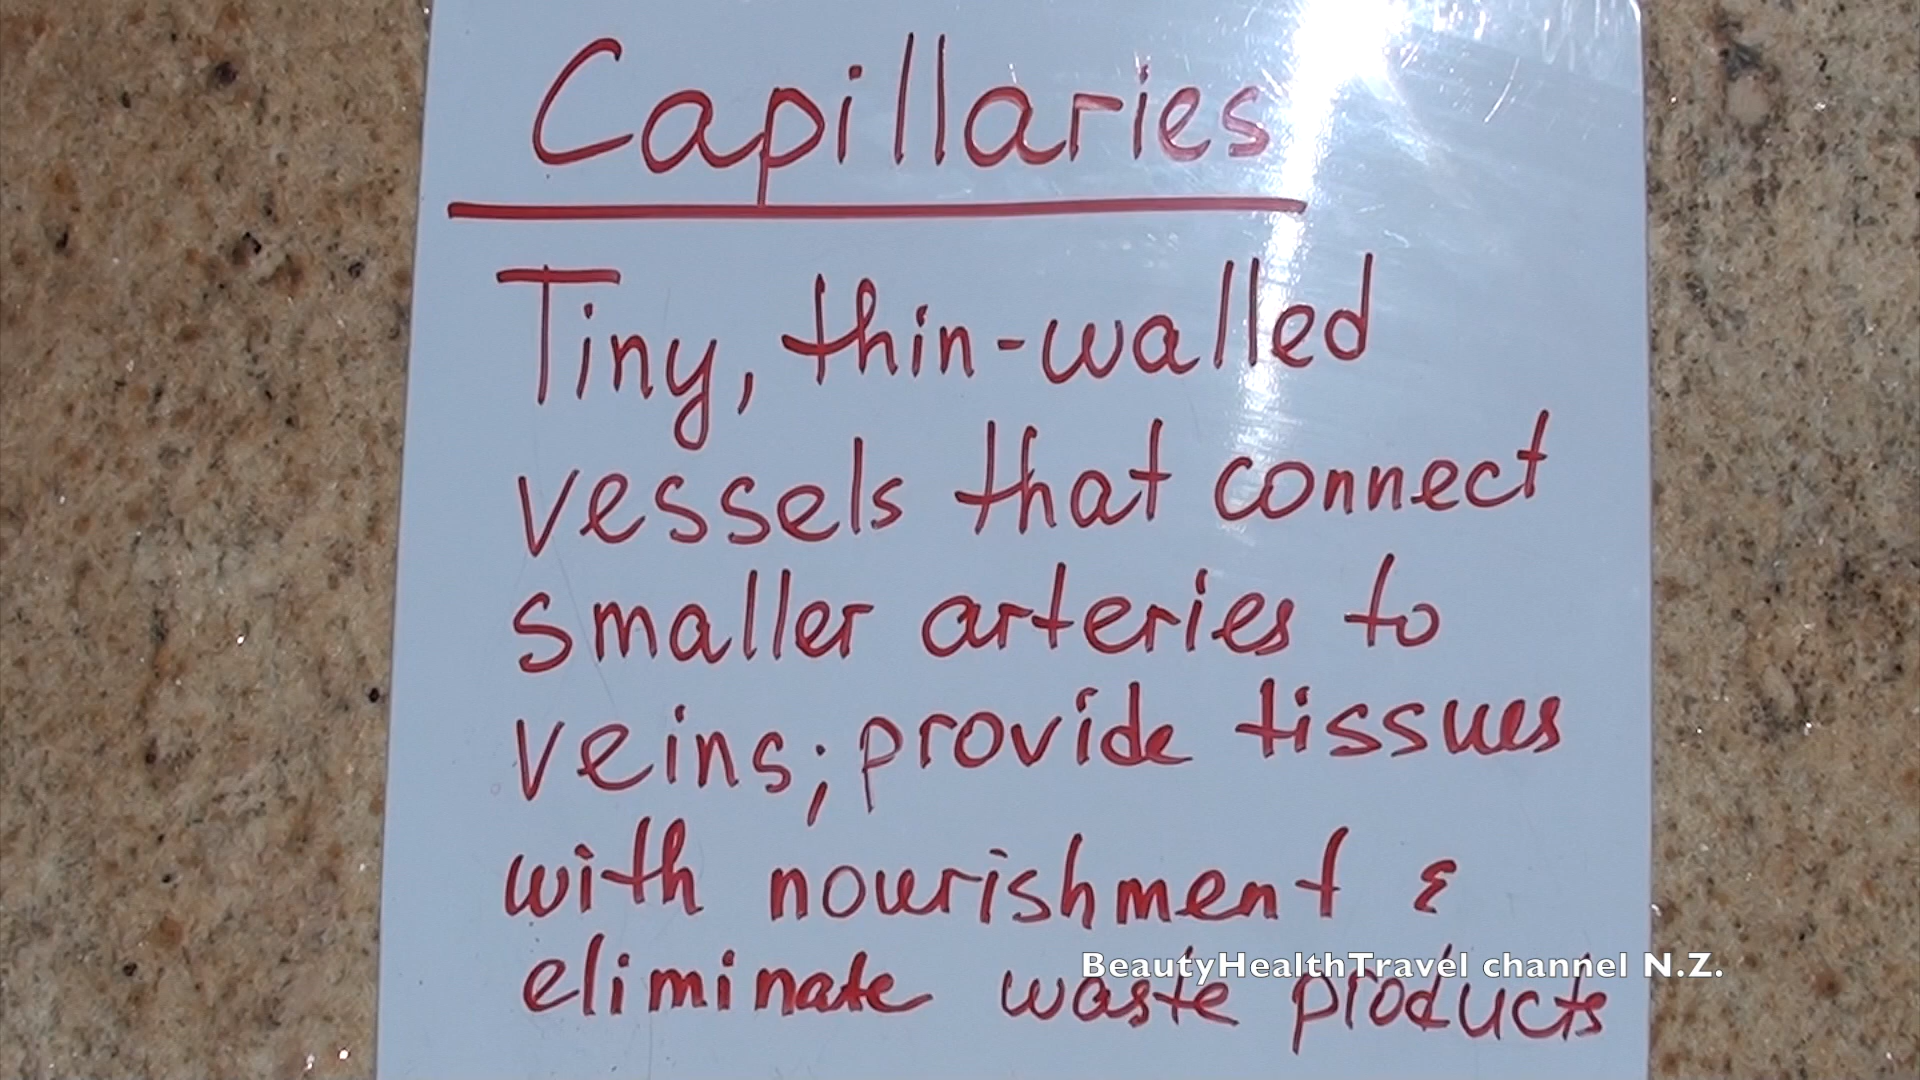 Capillaries
Tiny, thin-walled
vessels that connect
smaller arteries to
veins; provide tissues
with nourishment &
eliminate waste products
BeautyHealthTravel channel N.Z.